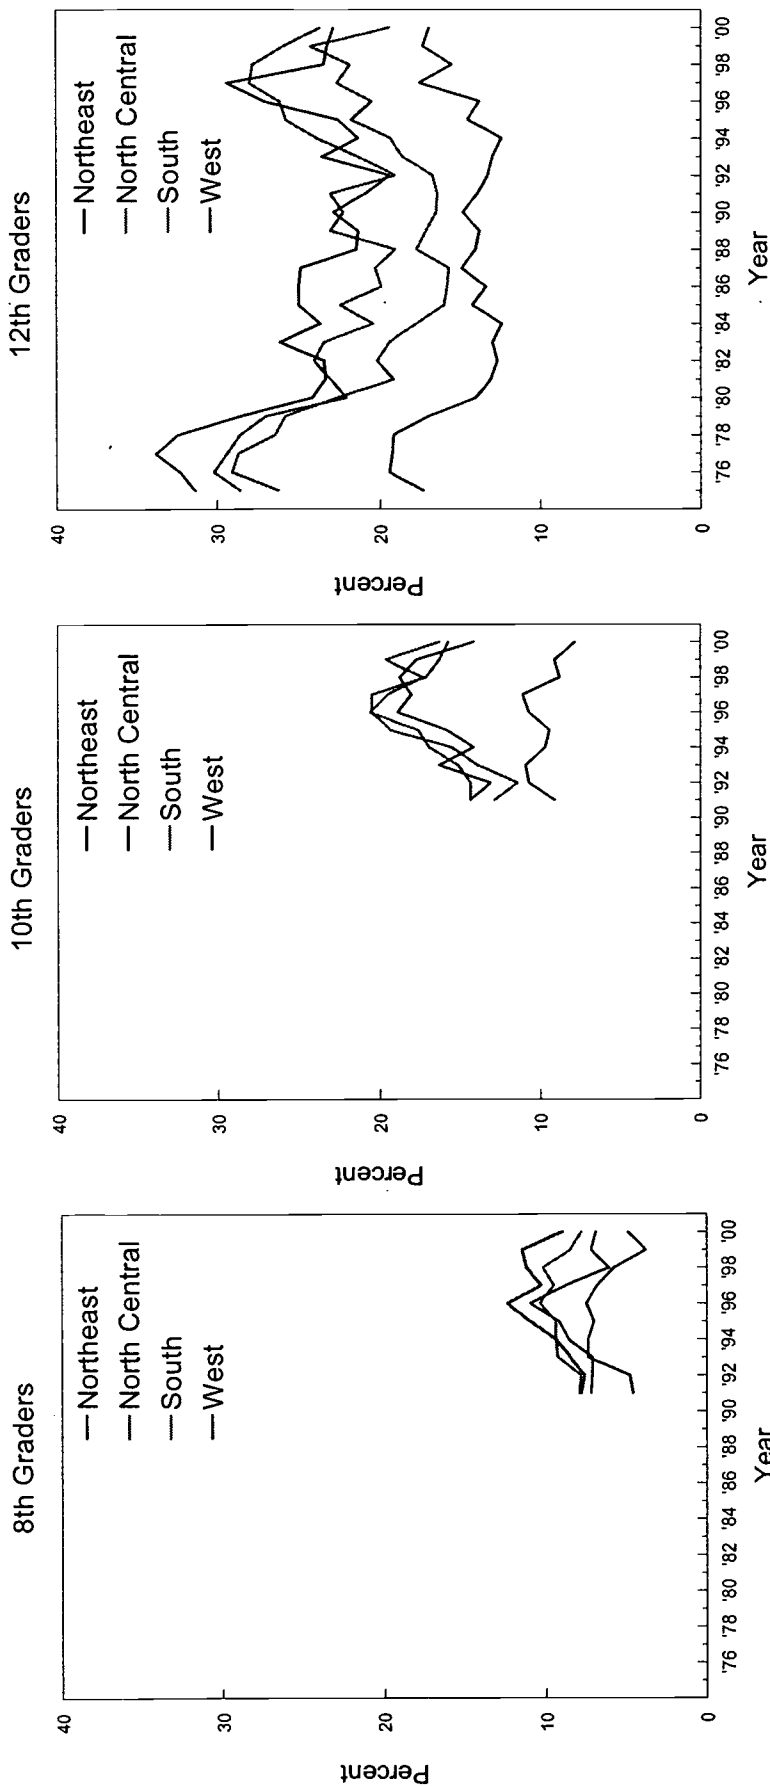 8th Graders
— Northeast
— North Central
— South
— West
40
30
20
10
0
Percent
'76 '78 '80 '82 '84 '86 '88 '90 '92 '94 '96 '98 '00
Year
10th Graders
— Northeast
— North Central
— South
— West
40
30
20
10
0
Percent
'76 '78 '80 '82 '84 '86 '88 '90 '92 '94 '96 '98 '00
Year
12th Graders
— Northeast
— North Central
— South
— West
40
30
20
10
0
Percent
'76 '78 '80 '82 '84 '86 '88 '90 '92 '94 '96 '98 '00
Year